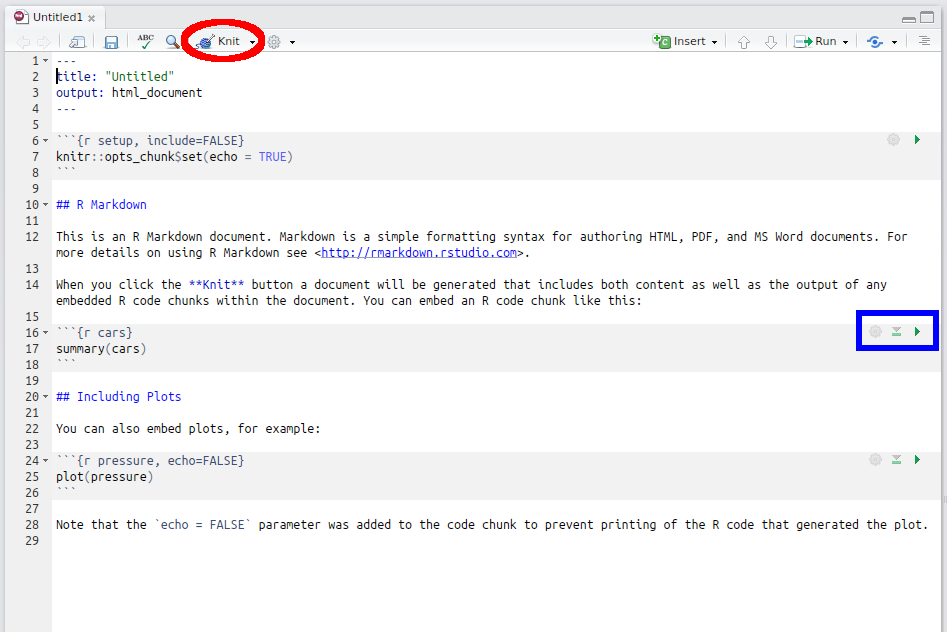 Untitled1
ABC Knit Insert Run
1 ---
2 title: "Untitled"
3 output: html_document
4 ---
5
6 ```{r setup, include=FALSE}
7 knitr::opts_chunk$set(echo = TRUE)
8 ```
9
10 ## R Markdown
11
12 This is an R Markdown document. Markdown is a simple formatting syntax for authoring HTML, PDF, and MS Word documents. For
more details on using R Markdown see <http://rmarkdown.rstudio.com>.
13
14 When you click the **Knit** button a document will be generated that includes both content as well as the output of any
embedded R code chunks within the document. You can embed an R code chunk like this:
15
16 ```{r cars}
17 summary(cars)
18 ```
19
20 ## Including Plots
21
22 You can also embed plots, for example:
23
24 ```{r pressure, echo=FALSE}
25 plot(pressure)
26 ```
27
28 Note that the `echo = FALSE` parameter was added to the code chunk to prevent printing of the R code that generated the plot.
29